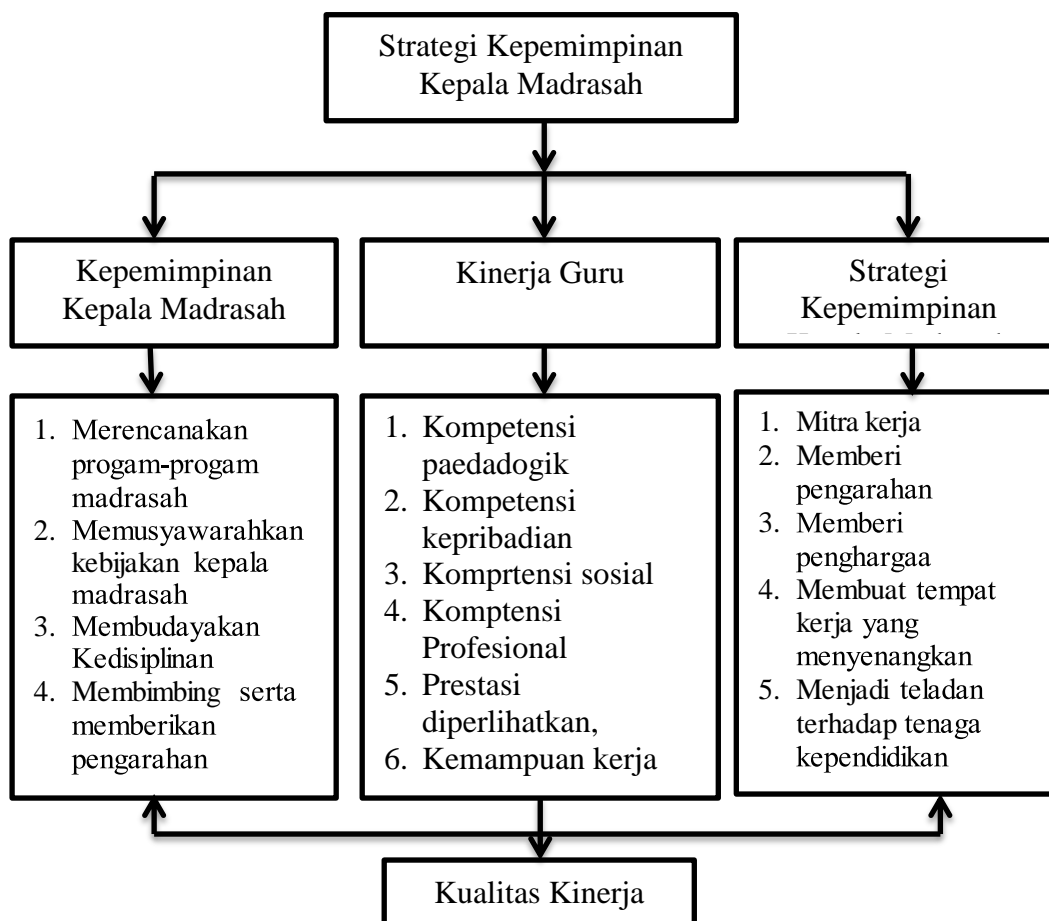 Strategi Kepemimpinan
Kepala Madrasah
Kepemimpinan
Kepala Madrasah
Kinerja Guru
Strategi
Kepemimpinan
1. Merencanakan
progam-progam
madrasah
2. Memusyawarahkan
kebijakan kepala
madrasah
3. Membudayakan
Kedisiplinan
4. Membimbing serta
memberikan
pengarahan
1. Kompetensi
paedadogik
2. Kompetensi
kepribadian
3. Komprtensi sosial
4. Komptensi
Profesional
5. Prestasi
diperlihatkan,
6. Kemampuan kerja
1. Mitra kerja
2. Memberi
pengarahan
3. Memberi
penghargaa
4. Membuat tempat
kerja yang
menyenangkan
5. Menjadi teladan
terhadap tenaga
kependidikan
Kualitas Kinerja